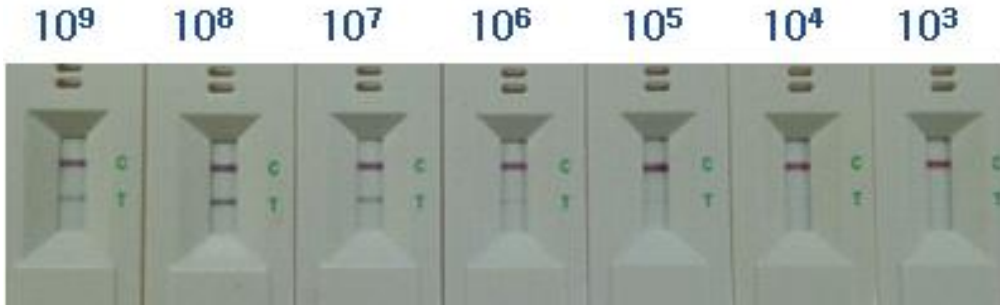 10⁹ 10⁸ 10⁷ 10⁶ 10⁵ 10⁴ 10³
C C C C C C C
T T T T T T T